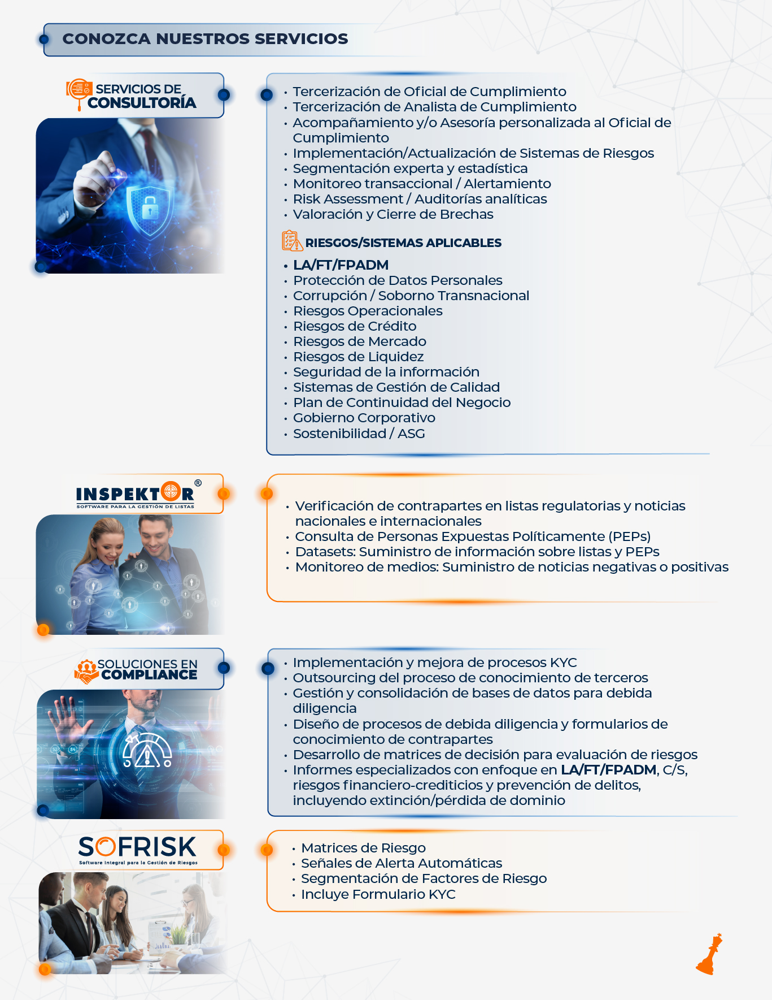 CONOZCA NUESTROS SERVICIOS
SERVICIOS DE
CONSULTORÍA
• Tercerización de Oficial de Cumplimiento
• Tercerización de Analista de Cumplimiento
• Acompañamiento y/o Asesoría personalizada al Oficial de
Cumplimiento
• Implementación/Actualización de Sistemas de Riesgos
• Segmentación experta y estadística
• Monitoreo transaccional / Alertamiento
• Risk Assessment / Auditorías analíticas
• Valoración y Cierre de Brechas
RIESGOS/SISTEMAS APLICABLES
• LA/FT/FPADM
• Protección de Datos Personales
• Corrupción / Soborno Transnacional
• Riesgos Operacionales
• Riesgos de Crédito
• Riesgos de Mercado
• Riesgos de Liquidez
• Seguridad de la información
• Sistemas de Gestión de Calidad
• Plan de Continuidad del Negocio
• Gobierno Corporativo
• Sostenibilidad / ASG
INSPEKTOR ®
SOFTWARE PARA LA GESTIÓN DE LISTAS
• Verificación de contrapartes en listas regulatorias y noticias
nacionales e internacionales
• Consulta de Personas Expuestas Políticamente (PEPs)
• Datasets: Suministro de información sobre listas y PEPs
• Monitoreo de medios: Suministro de noticias negativas o positivas
SOLUCIONES EN
COMPLIANCE
52 84
• Implementación y mejora de procesos KYC
• Outsourcing del proceso de conocimiento de terceros
• Gestión y consolidación de bases de datos para debida
diligencia
• Diseño de procesos de debida diligencia y formularios de
conocimiento de contrapartes
• Desarrollo de matrices de decisión para evaluación de riesgos
• Informes especializados con enfoque en LA/FT/FPADM, C/S,
riesgos financiero-crediticios y prevención de delitos,
incluyendo extinción/pérdida de dominio
SOFRISK
Software Integral para la Gestión de Riesgos
• Matrices de Riesgo
• Señales de Alerta Automáticas
• Segmentación de Factores de Riesgo
• Incluye Formulario KYC